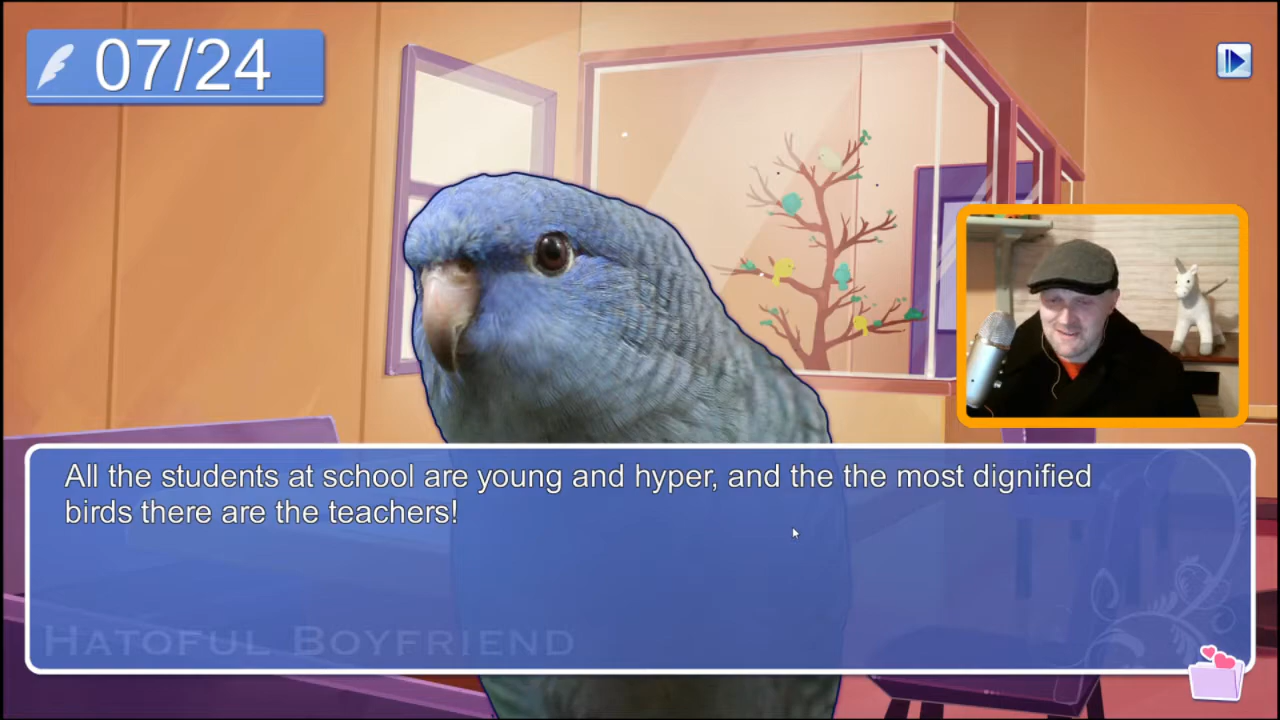 07/24
All the students at school are young and hyper, and the the most dignified
birds there are the teachers!
HATOFUL BOYFRIEND